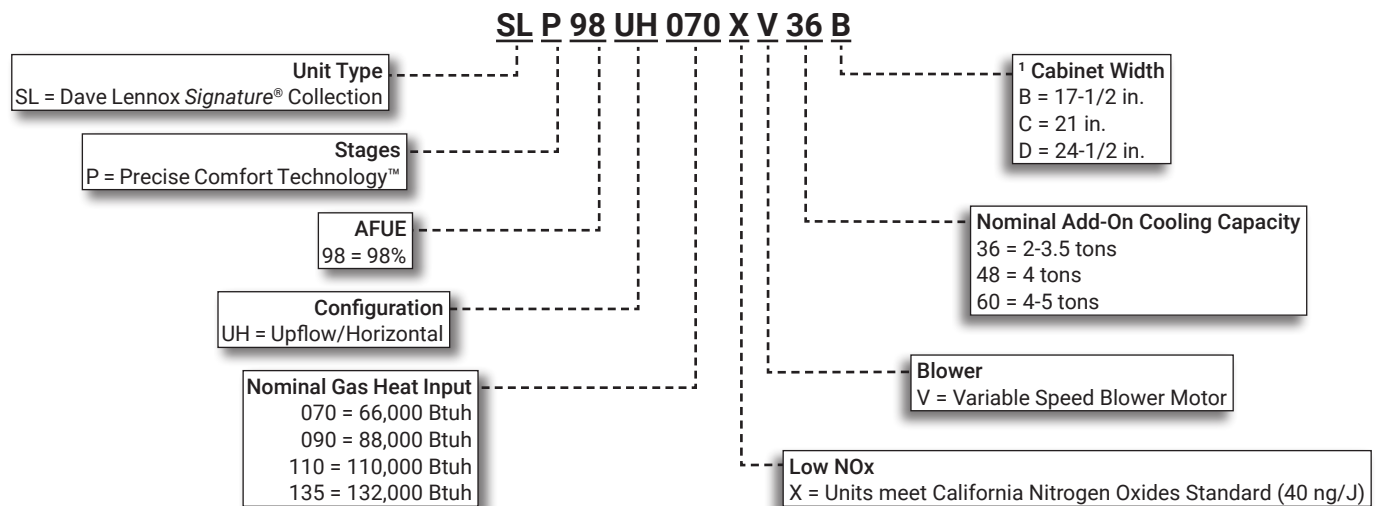 SL P 98 UH 070 X V 36 B
Unit Type
SL = Dave Lennox Signature® Collection
Stages
P = Precise Comfort Technology™
AFUE
98 = 98%
Configuration
UH = Upflow/Horizontal
Nominal Gas Heat Input
070 = 66,000 Btuh
090 = 88,000 Btuh
110 = 110,000 Btuh
135 = 132,000 Btuh
¹ Cabinet Width
B = 17-1/2 in.
C = 21 in.
D = 24-1/2 in.
Nominal Add-On Cooling Capacity
36 = 2-3.5 tons
48 = 4 tons
60 = 4-5 tons
Blower
V = Variable Speed Blower Motor
Low NOx
X = Units meet California Nitrogen Oxides Standard (40 ng/J)